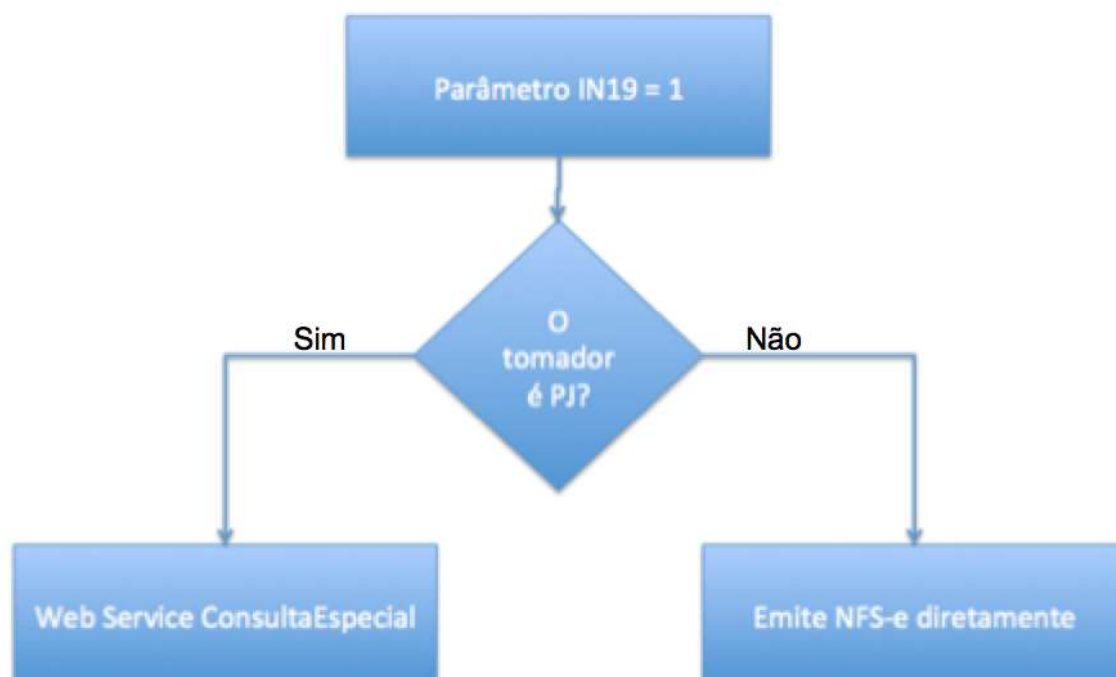 Parâmetro IN19 = 1
O
tomador
é PJ?
Sim
Não
Web Service ConsultaEspecial
Emite NFS-e diretamente